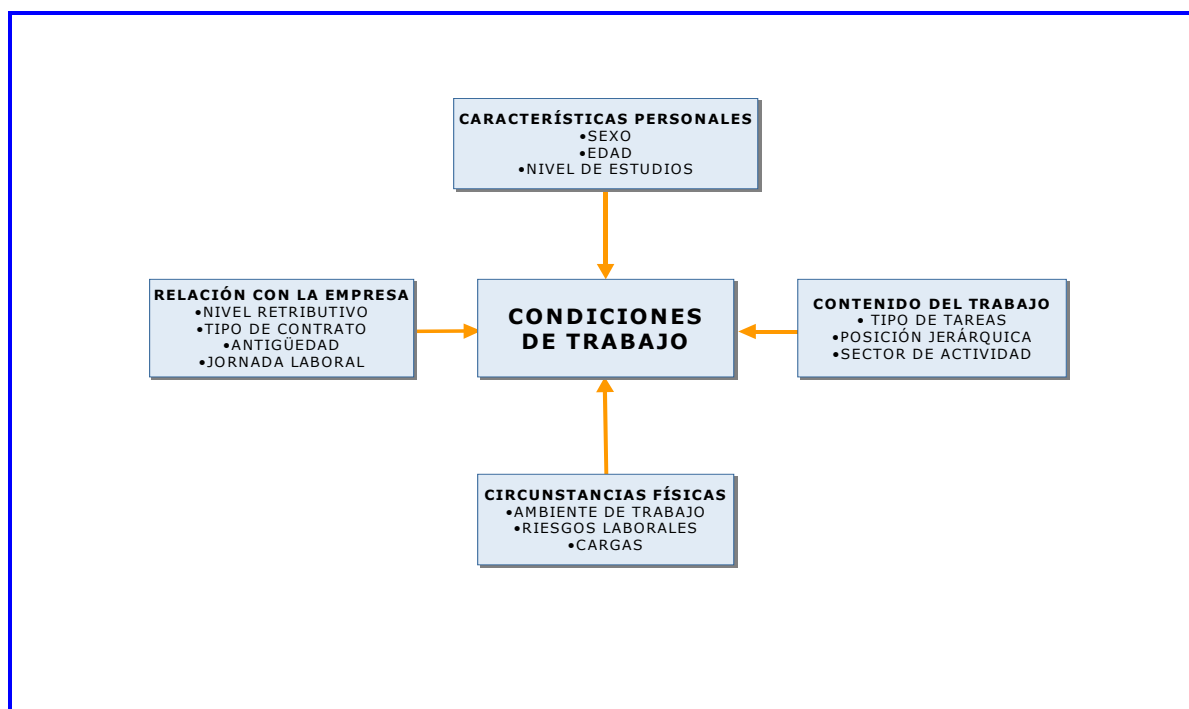 CARACTERÍSTICAS PERSONALES
•SEXO
•EDAD
•NIVEL DE ESTUDIOS
RELACIÓN CON LA EMPRESA
•NIVEL RETRIBUTIVO
•TIPO DE CONTRATO
•ANTIGÜEDAD
•JORNADA LABORAL
CONDICIONES
DE TRABAJO
CONTENIDO DEL TRABAJO
• TIPO DE TAREAS
•POSICIÓN JERÁRQUICA
•SECTOR DE ACTIVIDAD
CIRCUNSTANCIAS FÍSICAS
•AMBIENTE DE TRABAJO
•RIESGOS LABORALES
•CARGAS